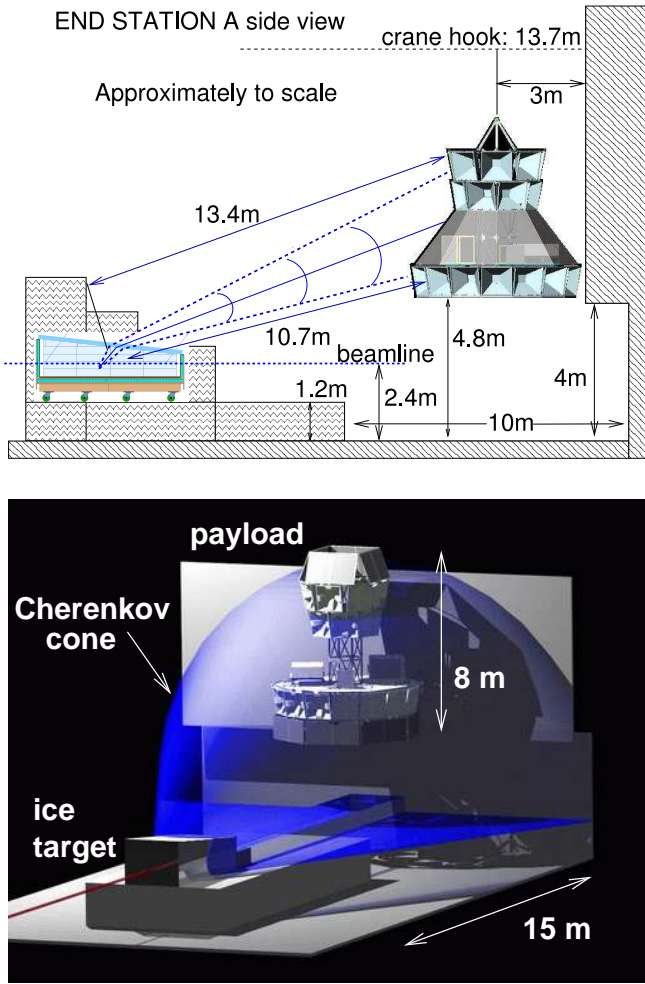 END STATION A side view
crane hook: 13.7m
3m
Approximately to scale
13.4m
10.7m
beamline
4.8m
1.2m
2.4m
4m
10m
payload
Cherenkov
cone
8 m
ice
target
15 m